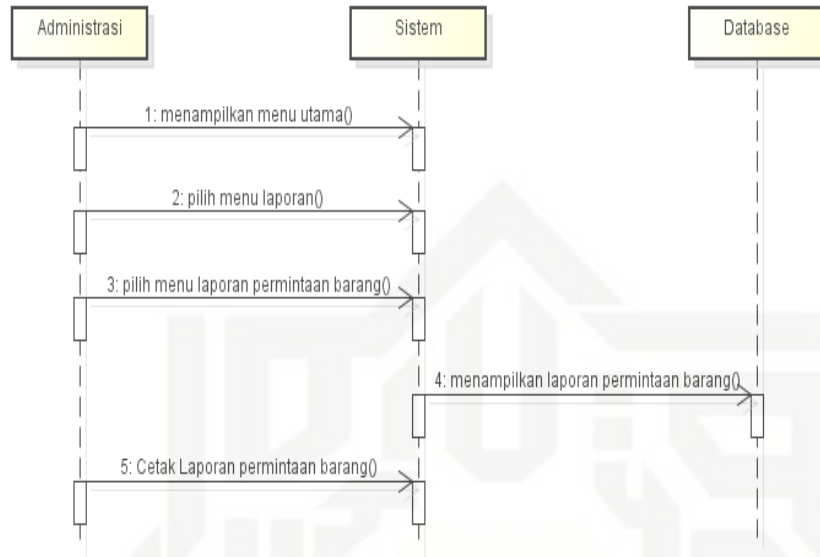 Administrasi
Sistem
Database
1: menampilkan menu utama()
2: pilih menu laporan()
3: pilih menu laporan permintaan barang()
4: menampilkan laporan permintaan barang()
5: Cetak Laporan permintaan barang()